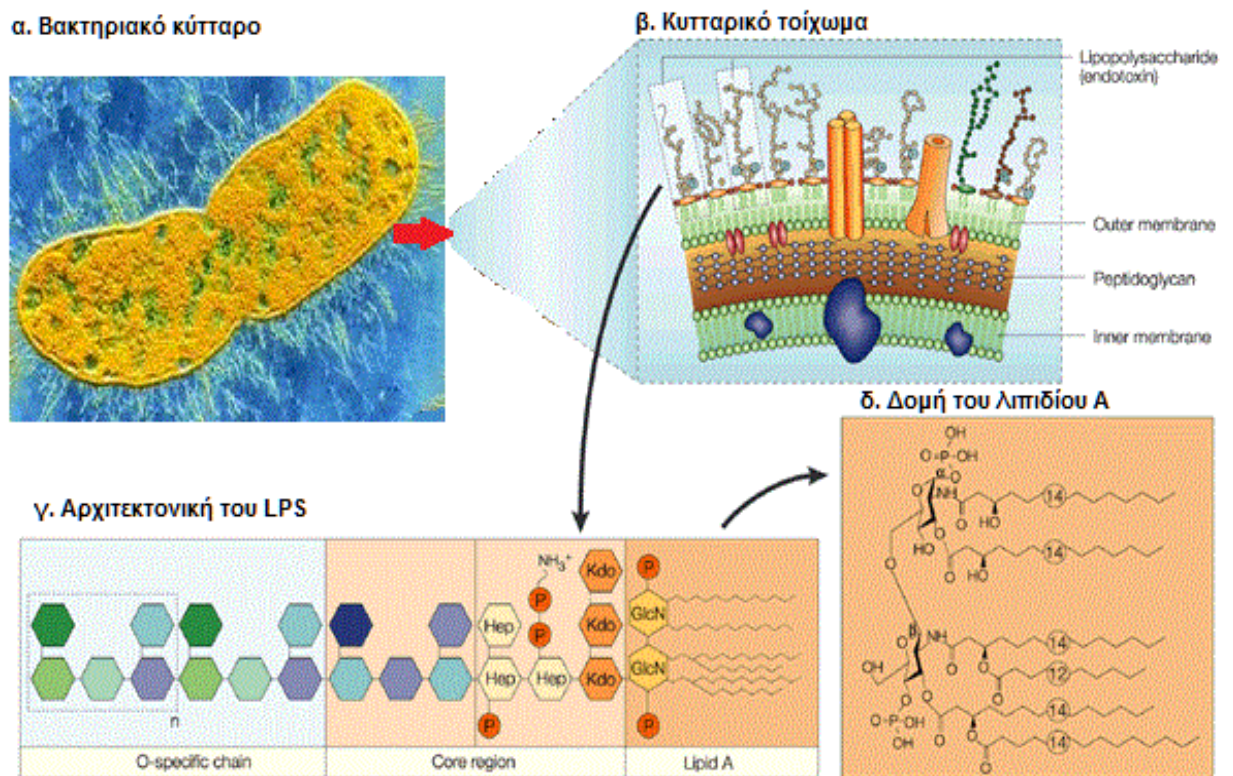 α. Βακτηριακό κύτταρο
β. Κυτταρικό τοίχωμα
Lipopolysaccharide
(endotoxin)
Outer membrane
Peptidoglycan
Inner membrane
γ. Αρχιτεκτονική του LPS
NH3+
P
P
Hep
Hep
Hep
P
Kdo
Kdo
Kdo
P
GlcN
GlcN
P
n
O-specific chain
Core region
Lipid A
δ. Δομή του λιπιδίου Α
OH
O=P-OH
α O
O
NH
14
O
HO
HO
O
14
O
HO
O
β
NH
14
O
O
12
OH
O
O
14
O
O=P-OH
OH
O
O
14
O